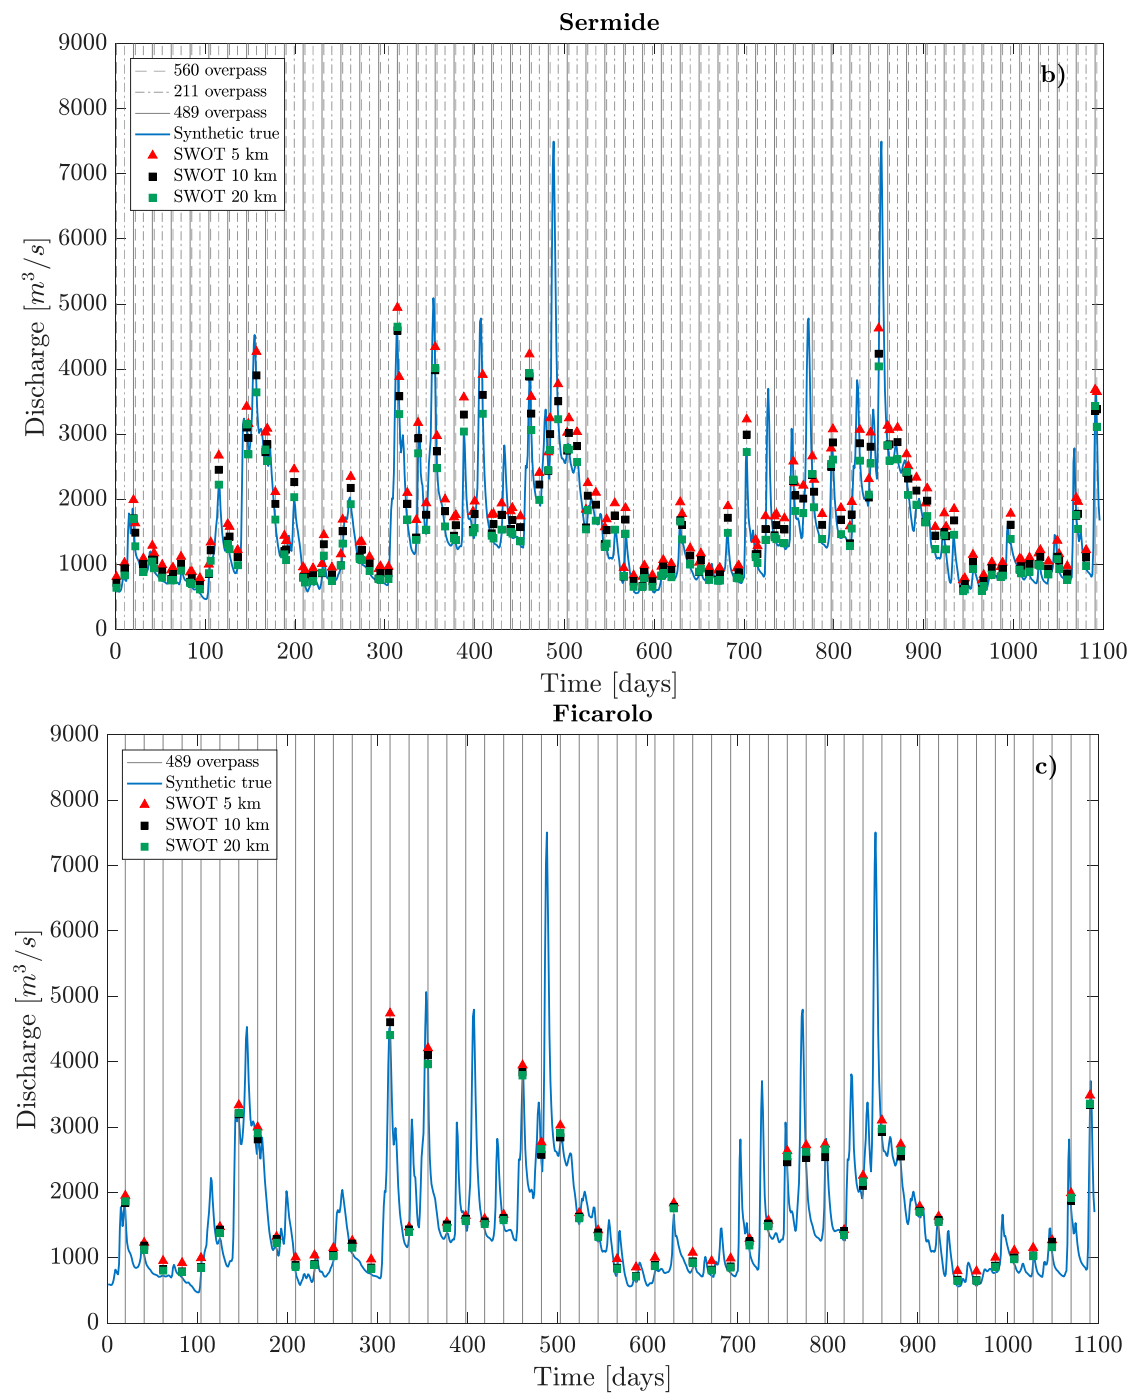 Sermide
b)
9000
8000
7000
6000
5000
4000
3000
2000
1000
0
Discharge [m³/s]
560 overpass
211 overpass
489 overpass
Synthetic true
SWOT 5 km
SWOT 10 km
SWOT 20 km
0 100 200 300 400 500 600 700 800 900 1000 1100
Time [days]
Ficarolo
c)
9000
8000
7000
6000
5000
4000
3000
2000
1000
0
Discharge [m³/s]
489 overpass
Synthetic true
SWOT 5 km
SWOT 10 km
SWOT 20 km
0 100 200 300 400 500 600 700 800 900 1000 1100
Time [days]